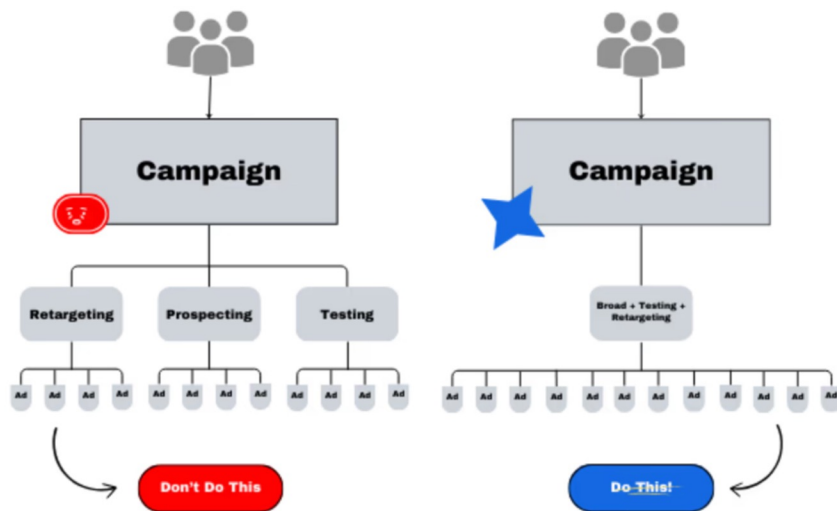 Campaign
Retargeting
Prospecting
Testing
Ad Ad Ad Ad
Ad Ad Ad Ad
Ad Ad Ad Ad
Don't Do This
Campaign
Broad + Testing +
Retargeting
Ad Ad Ad Ad Ad Ad Ad Ad Ad Ad Ad Ad
Do This!